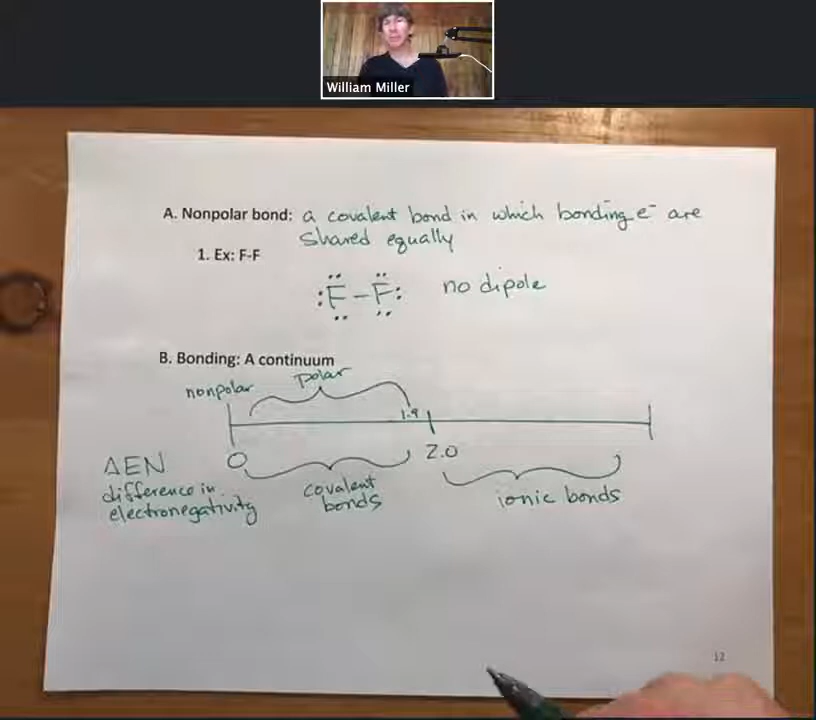 William Miller
A. Nonpolar bond: a covalent bond in which bonding e⁻ are
shared equally
1. Ex: F-F
:F̤̈ – F̤̈: no dipole
B. Bonding: A continuum
nonpolar polar
1.9
ΔEN 0 2.0
difference in covalent ionic bonds
electronegativity bonds
12